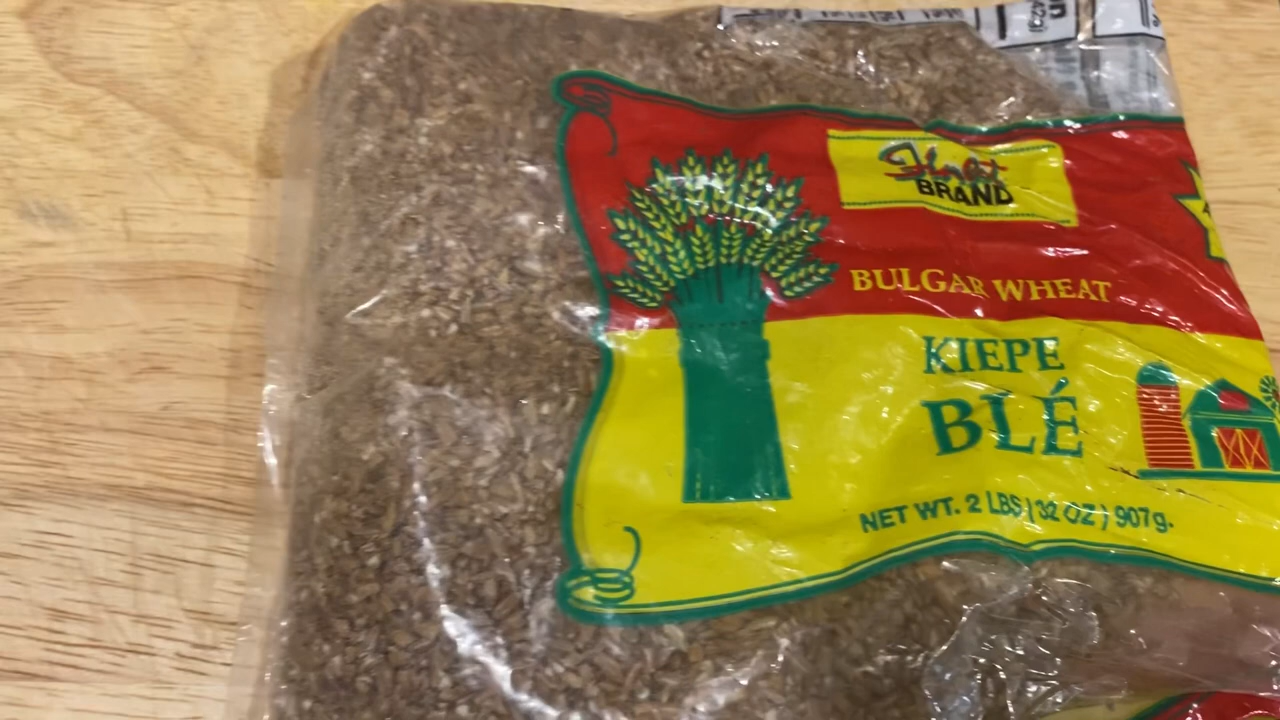 BRAND
BULGAR WHEAT
KIEPE
BLÉ
NET WT. 2 LBS (32 OZ) 907g.